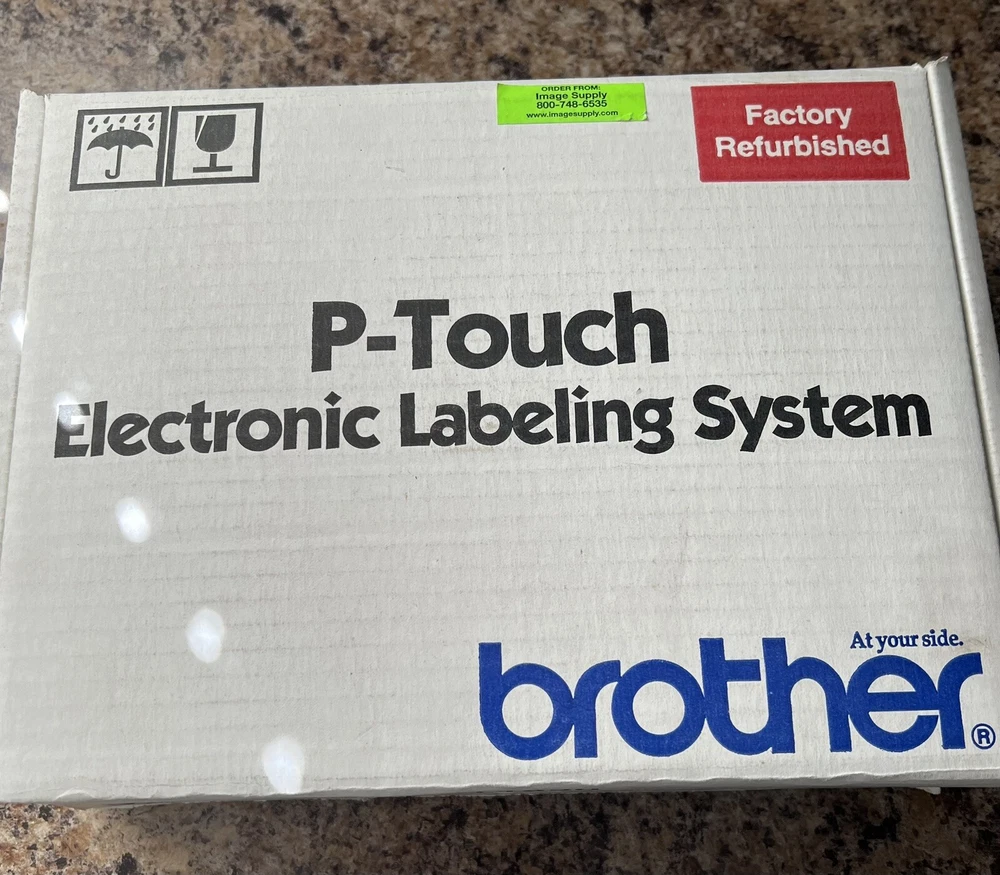 ORDER FROM:
Image Supply
800-748-6535
www.imagesupply.com
Factory
Refurbished
P-Touch
Electronic Labeling System
At your side.
brother®